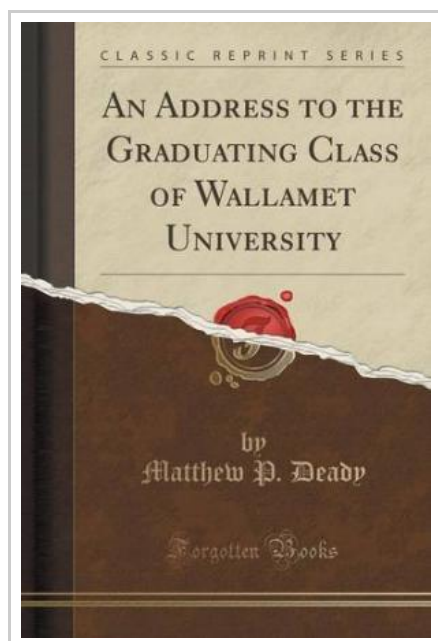 CLASSIC REPRINT SERIES
AN ADDRESS TO THE
GRADUATING CLASS
OF WALLAMET
UNIVERSITY
by
Matthew P. Deady
Forgotten Books